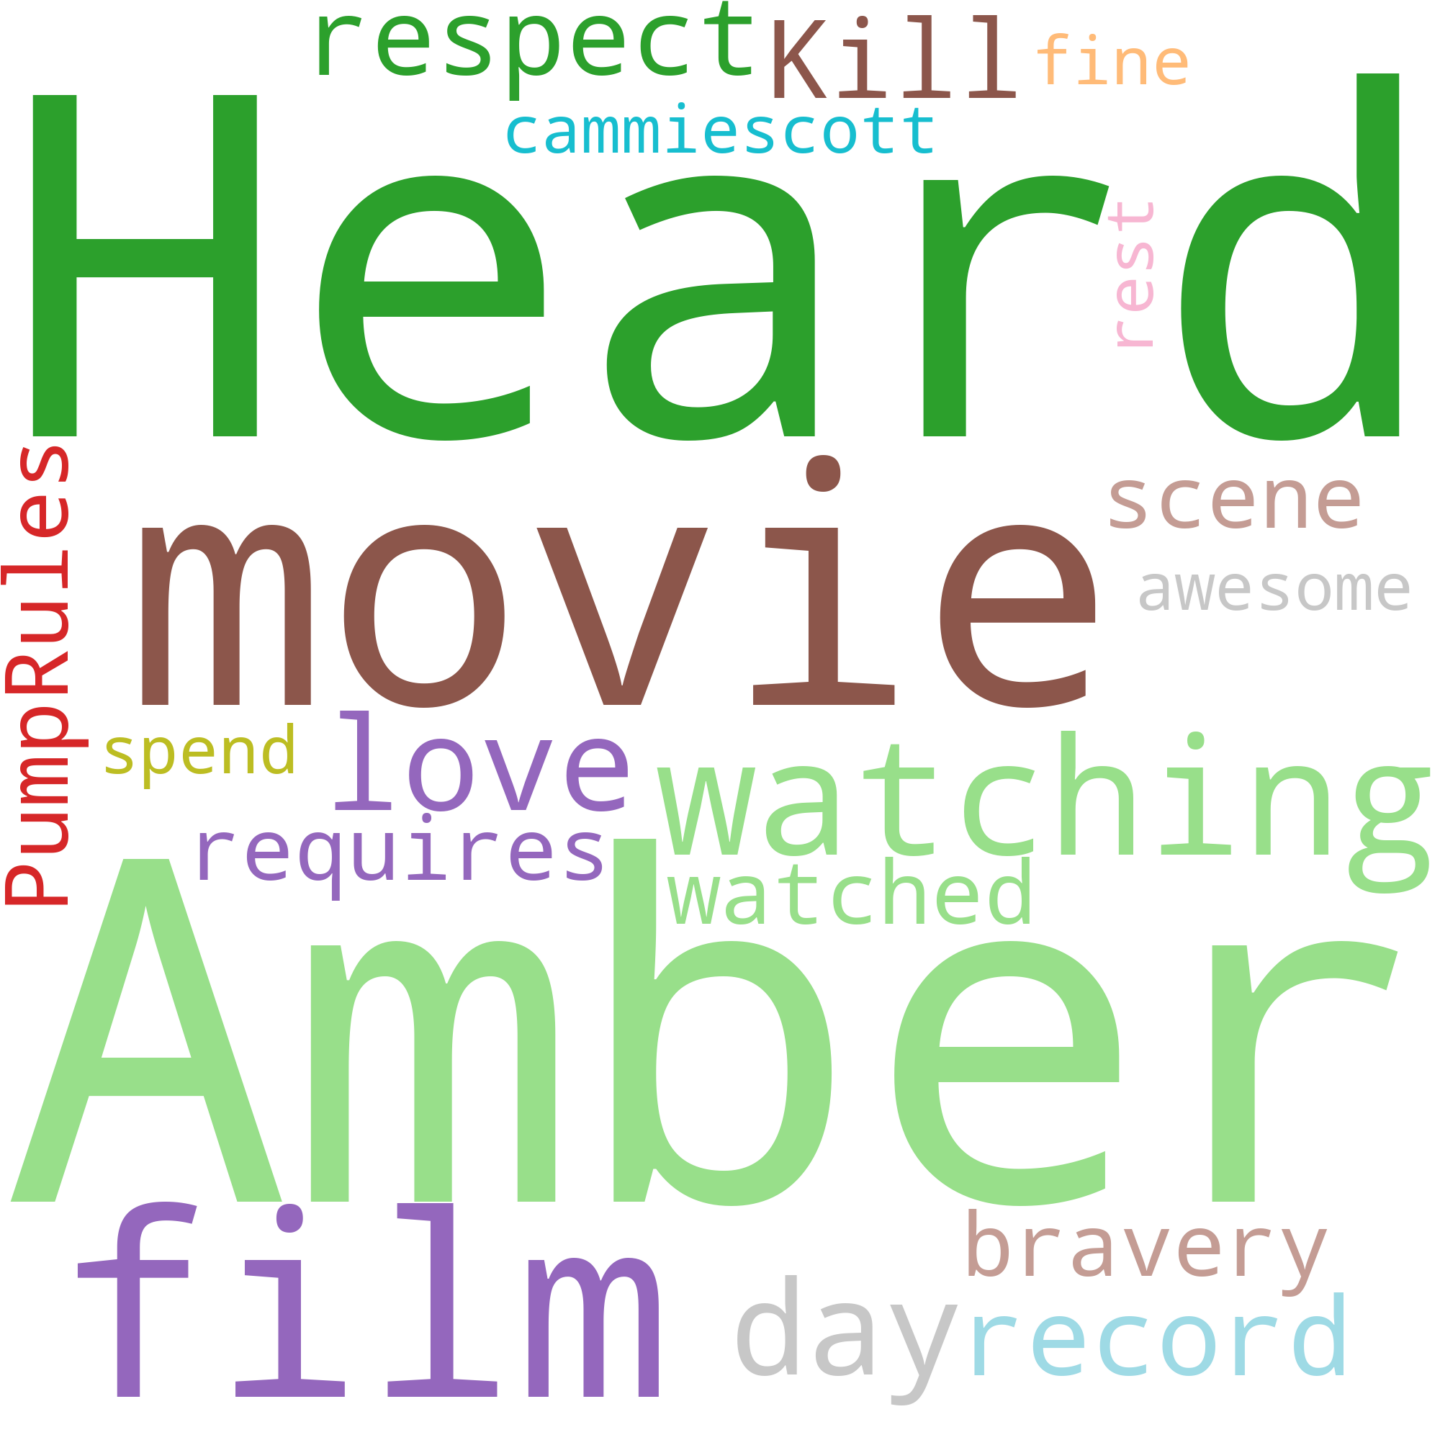 respect
Kill
fine
cammiescott
Heard
rest
PumpRules
movie
scene
awesome
spend
love
watching
requires
watched
Amber
film
bravery
day
record